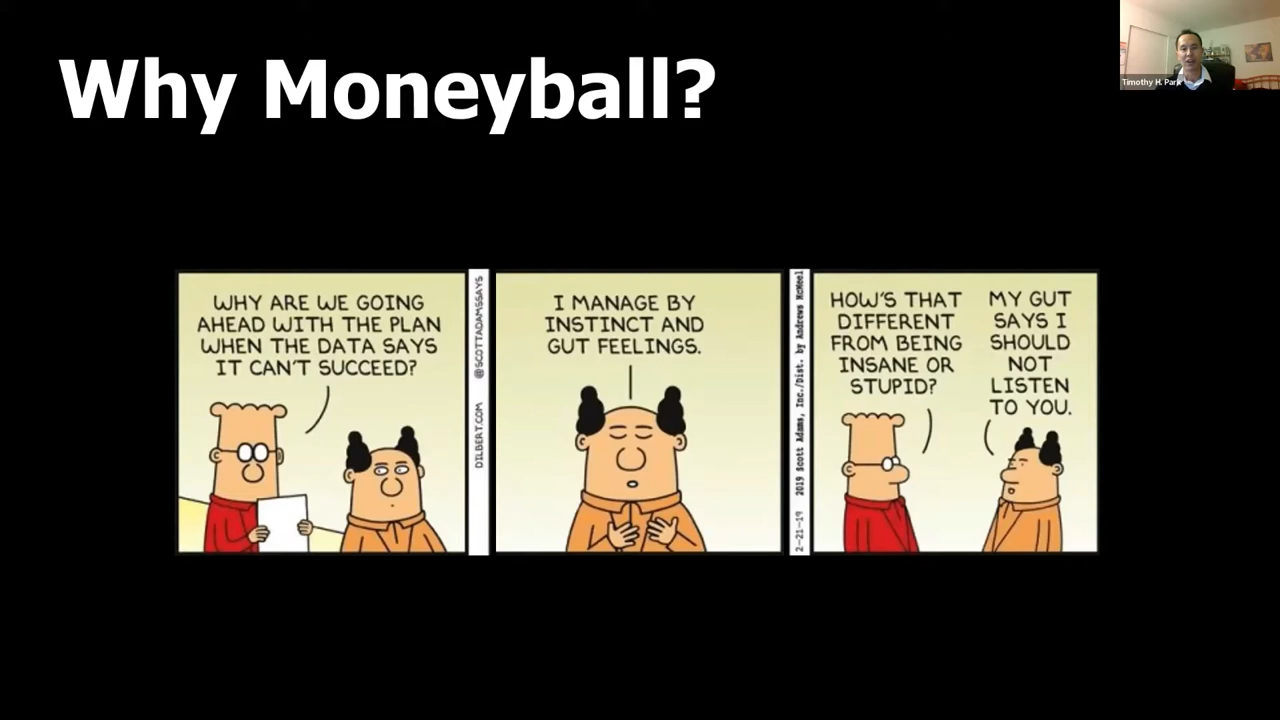 Why Moneyball?
Timothy H. Park
WHY ARE WE GOING
AHEAD WITH THE PLAN
WHEN THE DATA SAYS
IT CAN'T SUCCEED?
DILBERT.COM @SCOTTADAMSSAYS
I MANAGE BY
INSTINCT AND
GUT FEELINGS.
2-21-19 2019 Scott Adams, Inc./Dist. by Andrews McMeel
HOW'S THAT
DIFFERENT
FROM BEING
INSANE OR
STUPID?
MY GUT
SAYS I
SHOULD
NOT
LISTEN
TO YOU.